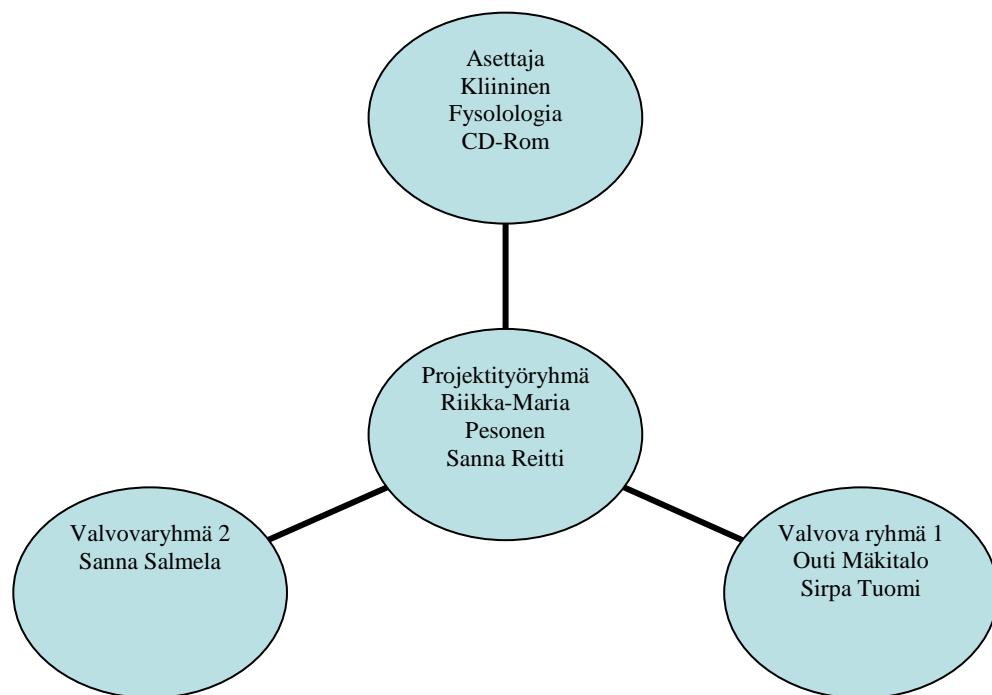 Asettaja
Kliininen
Fysolologia
CD-Rom
Projektityöryhmä
Riikka-Maria
Pesonen
Sanna Reitti
Valvovaryhmä 2
Sanna Salmela
Valvova ryhmä 1
Outi Mäkitalo
Sirpa Tuomi